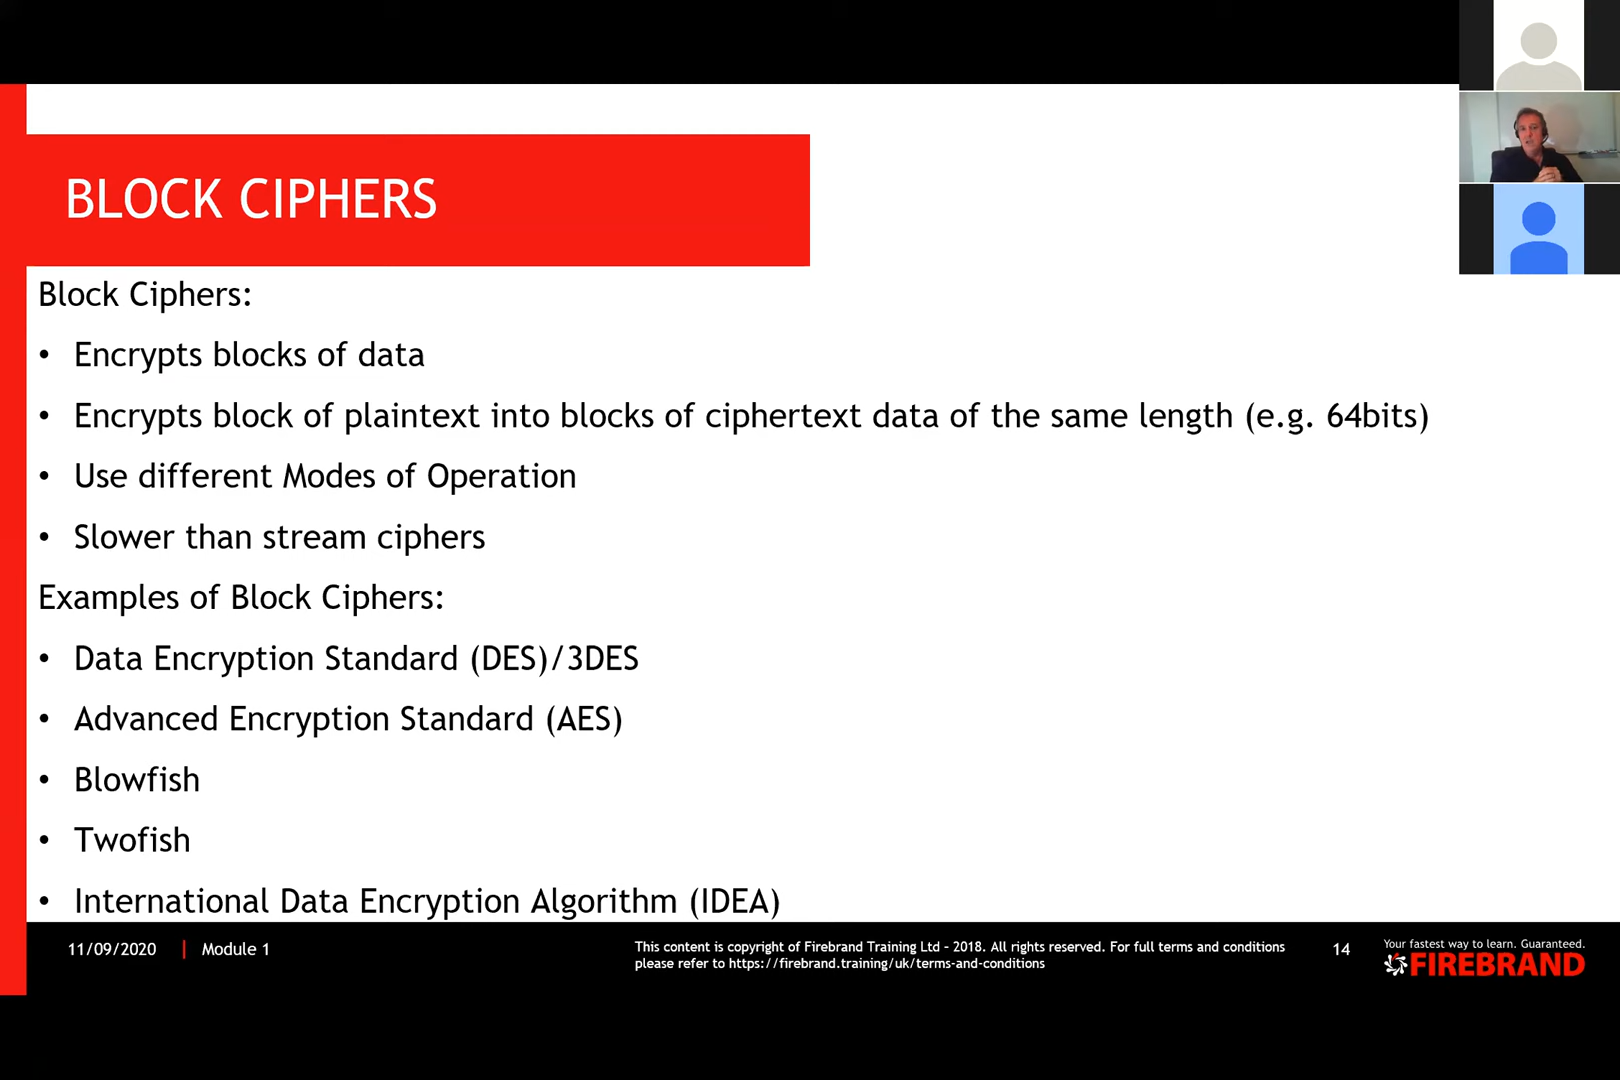 BLOCK CIPHERS
Block Ciphers:
• Encrypts blocks of data
• Encrypts block of plaintext into blocks of ciphertext data of the same length (e.g. 64bits)
• Use different Modes of Operation
• Slower than stream ciphers
Examples of Block Ciphers:
• Data Encryption Standard (DES)/3DES
• Advanced Encryption Standard (AES)
• Blowfish
• Twofish
• International Data Encryption Algorithm (IDEA)
11/09/2020 | Module 1
This content is copyright of Firebrand Training Ltd – 2018. All rights reserved. For full terms and conditions
please refer to https://firebrand.training/uk/terms-and-conditions
14
Your fastest way to learn. Guaranteed.
FIREBRAND